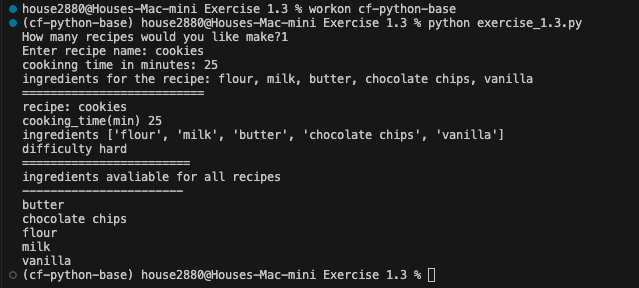 house2880@Houses-Mac-mini Exercise 1.3 % workon cf-python-base
(cf-python-base) house2880@Houses-Mac-mini Exercise 1.3 % python exercise_1.3.py
How many recipes would you like make?1
Enter recipe name: cookies
cookinng time in minutes: 25
ingredients for the recipe: flour, milk, butter, chocolate chips, vanilla
==========================
recipe: cookies
cooking_time(min) 25
ingredients ['flour', 'milk', 'butter', 'chocolate chips', 'vanilla']
difficulty hard
========================
ingredients avaliable for all recipes
-----------------------
butter
chocolate chips
flour
milk
vanilla
(cf-python-base) house2880@Houses-Mac-mini Exercise 1.3 %